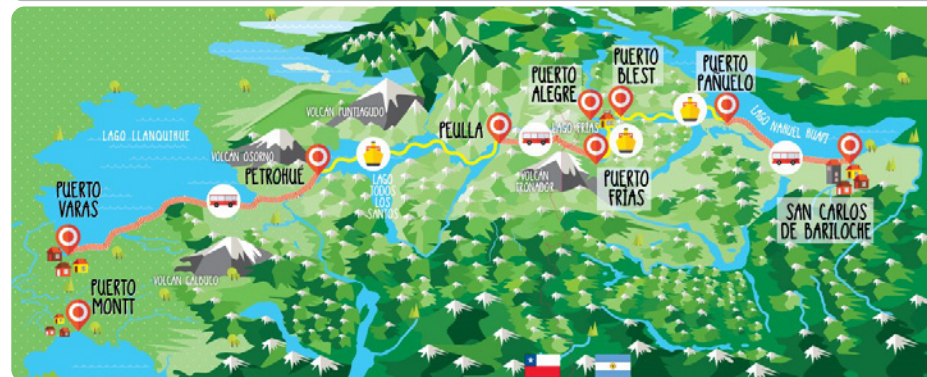 LAGO LLANQUIHUE
VOLCÁN PUNTIAGUDO
VOLCÁN OSORNO
PETROHUÉ
PEULLA
LAGO
TODOS
LOS
SANTOS
PUERTO
ALEGRE
PUERTO
BLEST
LAGO FRÍAS
VOLCÁN
TRONADOR
PUERTO
FRÍAS
PUERTO
PAÑUELO
LAGO NAHUEL HUAPI
SAN CARLOS
DE BARILOCHE
PUERTO
VARAS
VOLCÁN CALBUCO
PUERTO
MONTT